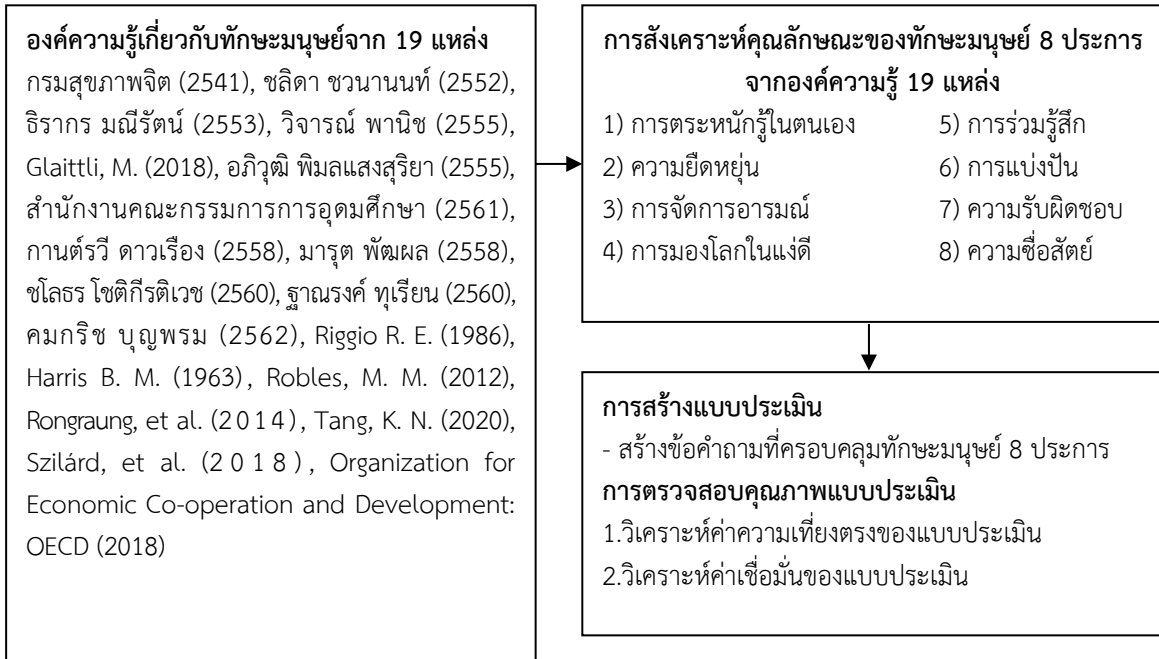 องค์ความรู้เกี่ยวกับทักษะมนุษย์จาก 19 แหล่ง
กรมสุขภาพจิต (2541), ชลิดา ชวนานนท์ (2552),
ธิรากร มณีรัตน์ (2553), วิจารณ์ พานิช (2555),
Glaittli, M. (2018), อภิวุฒิ พิมลแสงสุริยา (2555),
สำนักงานคณะกรรมการการอุดมศึกษา (2561),
กานต์รวี ดาวเรือง (2558), มารุต พัฒผล (2558),
ชโลธร โชติกีรติเวช (2560), ฐาณรงค์ ทุเรียน (2560),
คมกริช บุญพรม (2562), Riggio R. E. (1986),
Harris B. M. (1963), Robles, M. M. (2012),
Rongraung, et al. (2014), Tang, K. N. (2020),
Szilárd, et al. (2018), Organization for
Economic Co-operation and Development:
OECD (2018)
การสังเคราะห์คุณลักษณะของทักษะมนุษย์ 8 ประการ
จากองค์ความรู้ 19 แหล่ง
1) การตระหนักรู้ในตนเอง 5) การร่วมรู้สึก
2) ความยืดหยุ่น 6) การแบ่งปัน
3) การจัดการอารมณ์ 7) ความรับผิดชอบ
4) การมองโลกในแง่ดี 8) ความซื่อสัตย์
การสร้างแบบประเมิน
- สร้างข้อคำถามที่ครอบคลุมทักษะมนุษย์ 8 ประการ
การตรวจสอบคุณภาพแบบประเมิน
1.วิเคราะห์ค่าความเที่ยงตรงของแบบประเมิน
2.วิเคราะห์ค่าเชื่อมั่นของแบบประเมิน